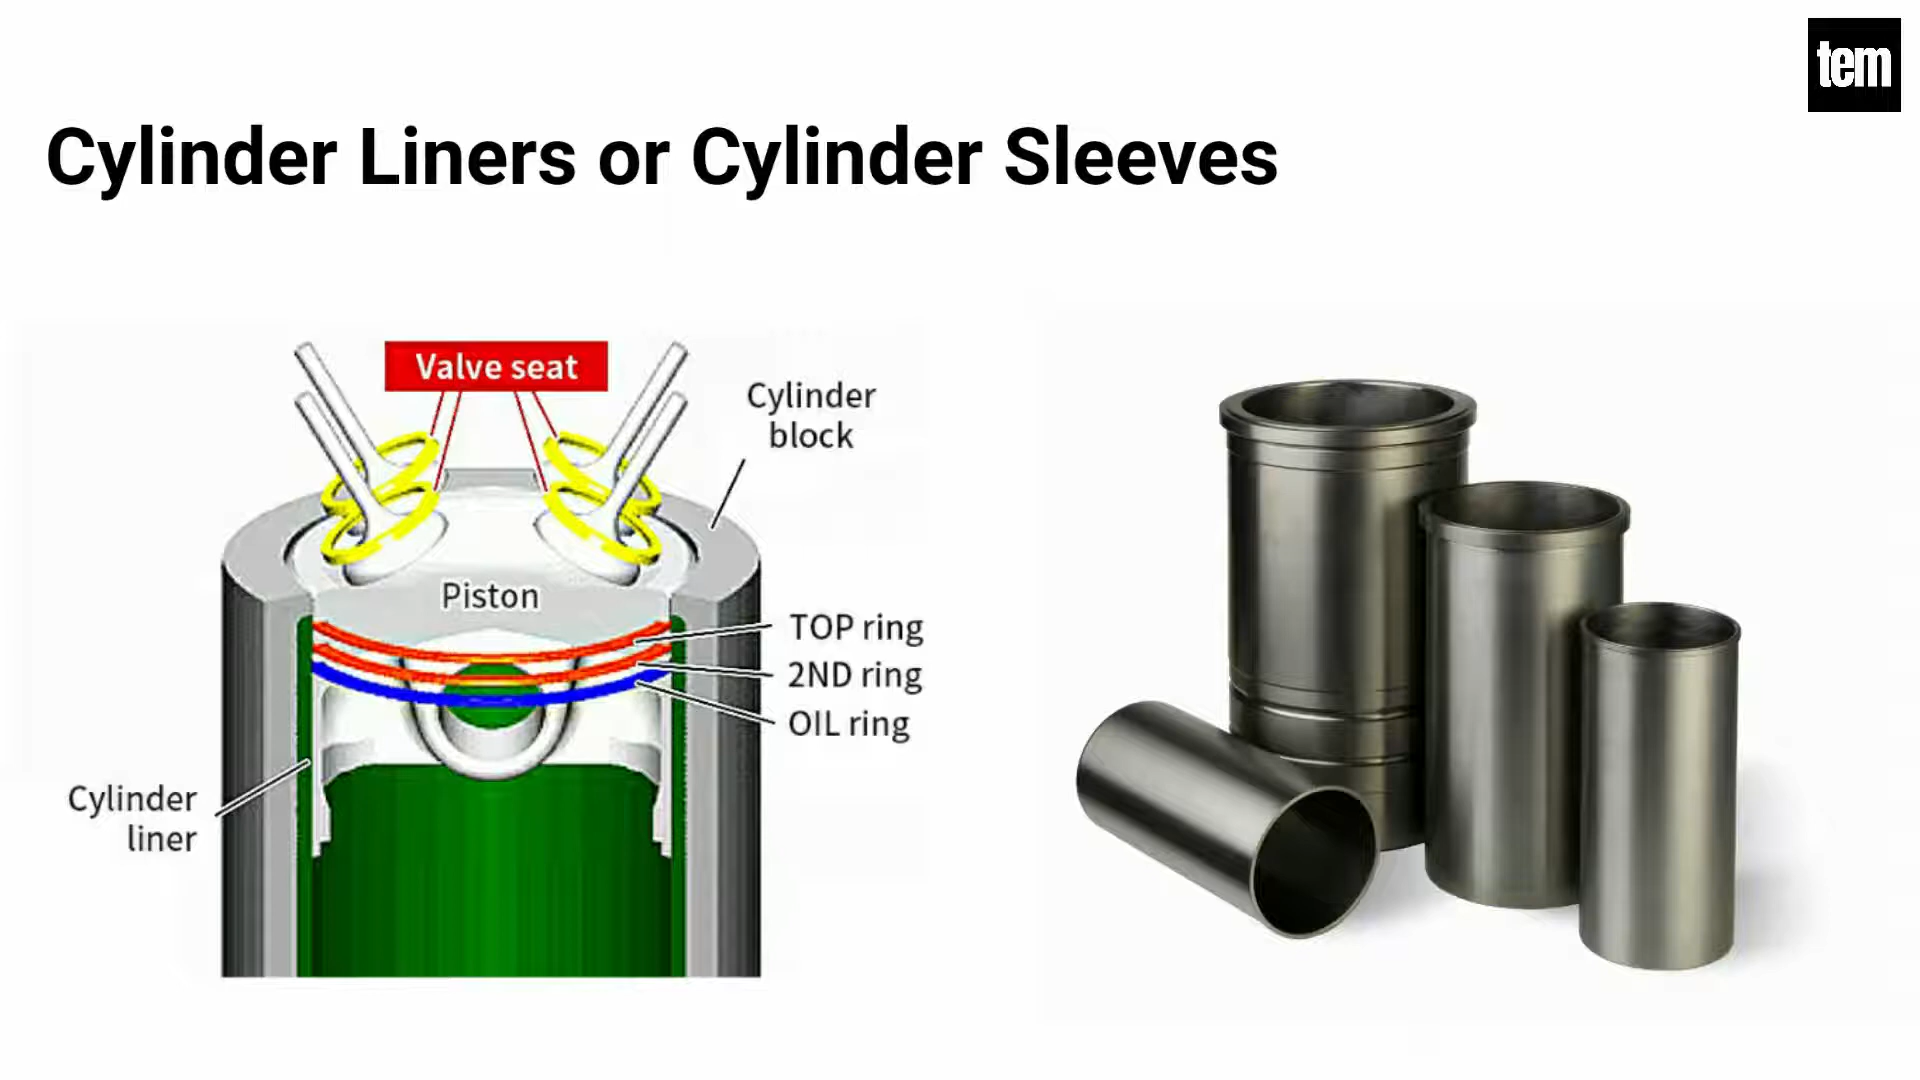 tem
Cylinder Liners or Cylinder Sleeves
Valve seat
Cylinder
block
Piston
TOP ring
2ND ring
OIL ring
Cylinder
liner